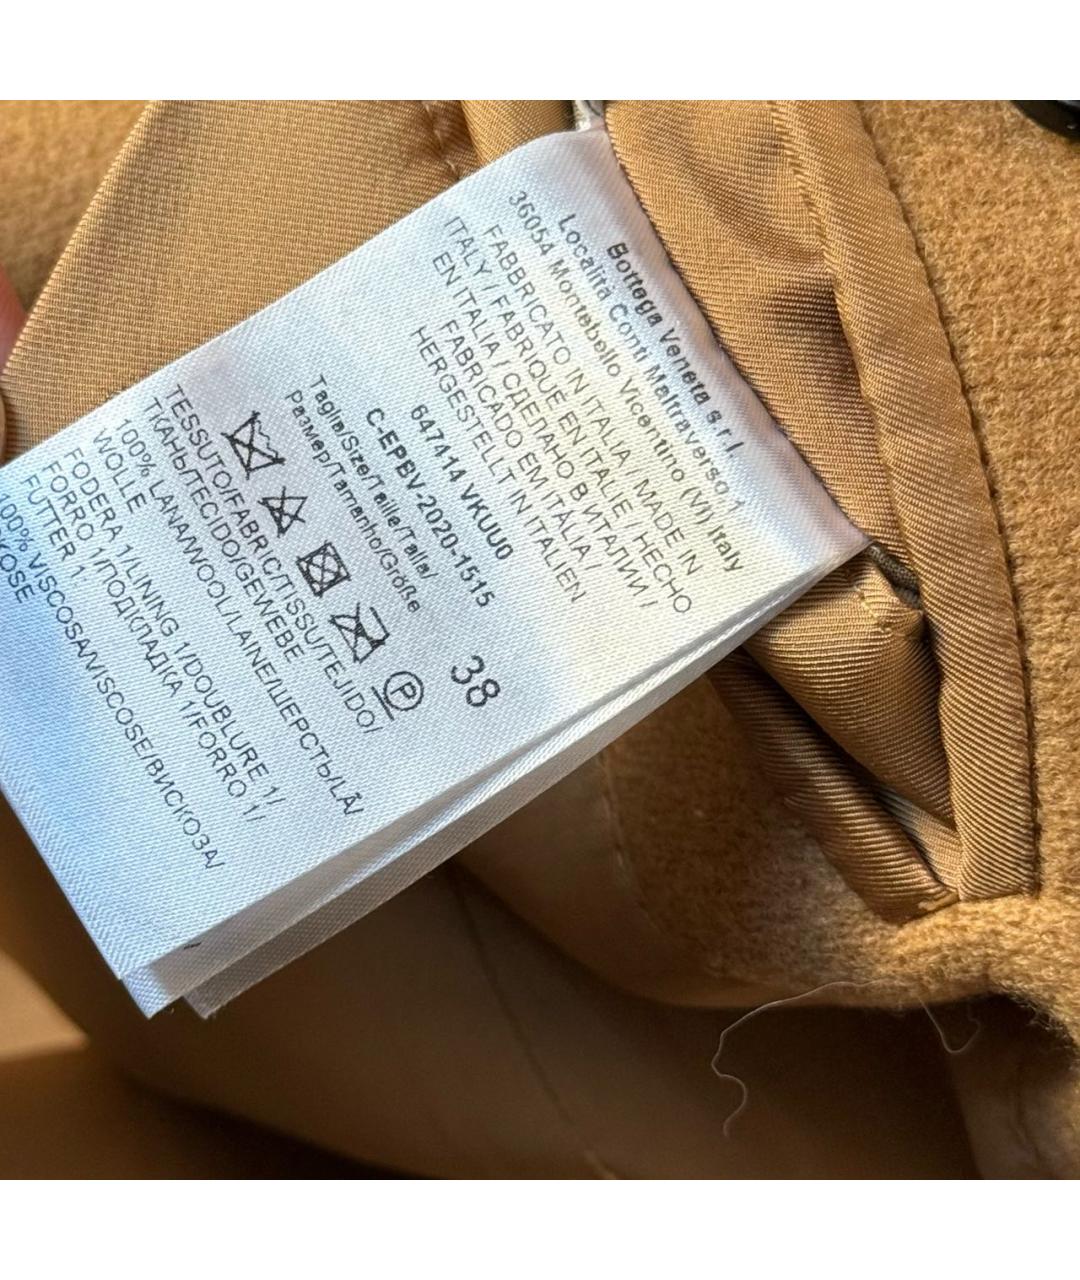 Bottega Veneta s.r.l.
Località Conti Maltraverso 1
36054 Montebello Vicentino (VI) Italy
FABBRICATO IN ITALIA / MADE IN
ITALY / FABRIQUÉ EN ITALIE / HECHO
EN ITALIA / СДЕЛАНО В ИТАЛИИ /
FABRICADO EM ITÁLIA /
HERGESTELLT IN ITALIEN
647414 VKUU0
C-EPBV-2020-1515
Taglia/Size/Taille/Talla/
Размер/Tamanho/Größe
38
P
TESSUTO/FABRIC/TISSU/TEJIDO/
ТКАНЬ/TECIDO/GEWEBE
100% LANA/WOOL/LAINE/ШЕРСТЬ/LÃ/
WOLLE
FODERA 1/LINING 1/DOUBLURE 1/
FORRO 1/ПОДКЛАДКА 1/FORRO 1/
FUTTER 1:
100% VISCOSA/VISCOSE/ВИСКОЗА/